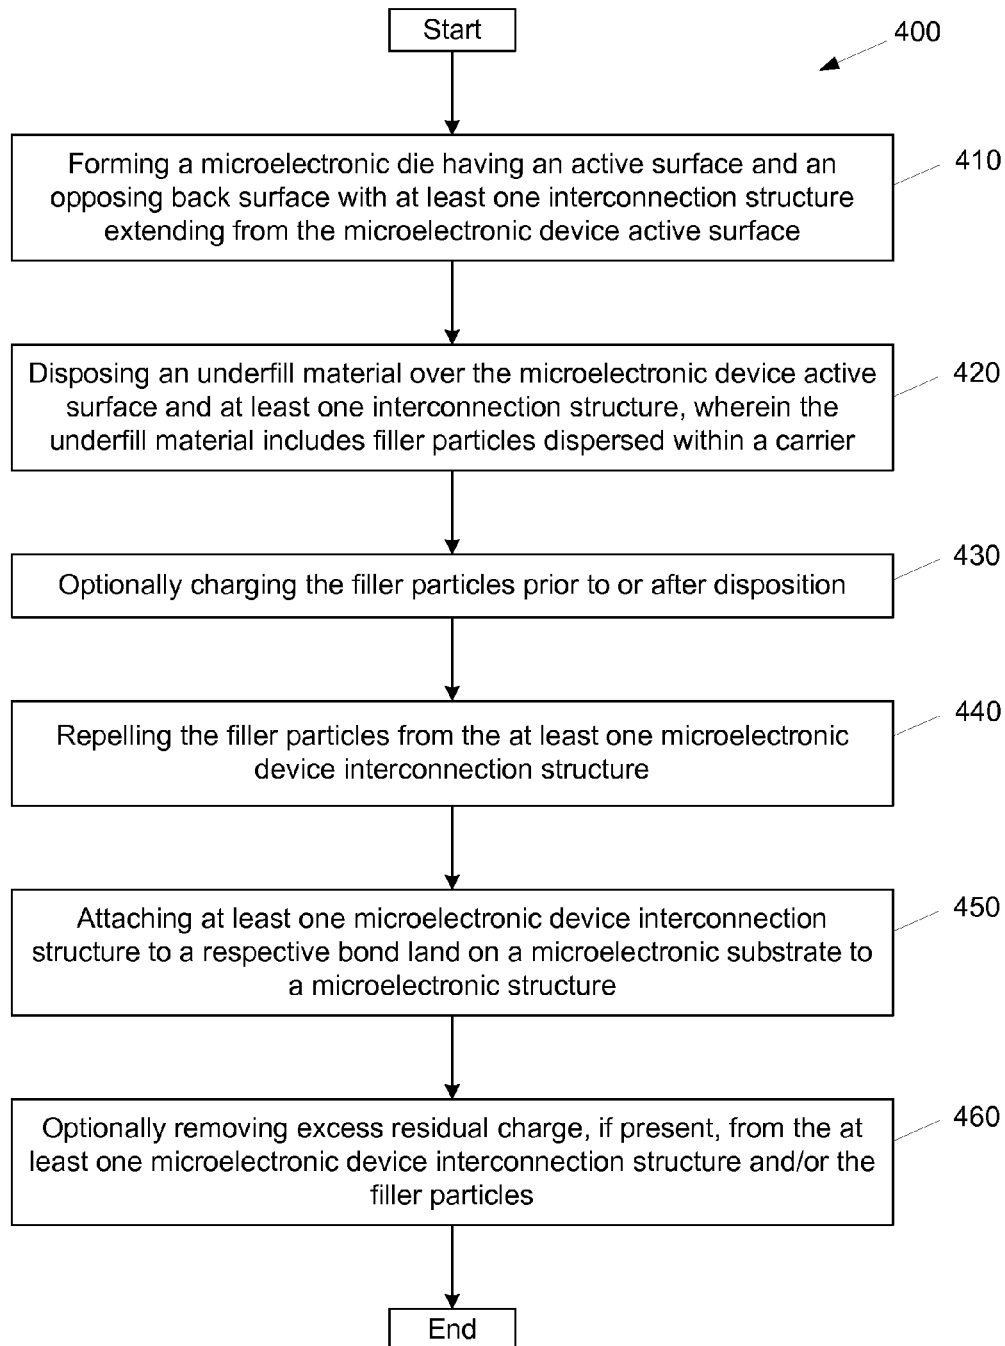 Start
400
Forming a microelectronic die having an active surface and an
opposing back surface with at least one interconnection structure
extending from the microelectronic device active surface
410
Disposing an underfill material over the microelectronic device active
surface and at least one interconnection structure, wherein the
underfill material includes filler particles dispersed within a carrier
420
Optionally charging the filler particles prior to or after disposition
430
Repelling the filler particles from the at least one microelectronic
device interconnection structure
440
Attaching at least one microelectronic device interconnection
structure to a respective bond land on a microelectronic substrate to
a microelectronic structure
450
Optionally removing excess residual charge, if present, from the at
least one microelectronic device interconnection structure and/or the
filler particles
460
End